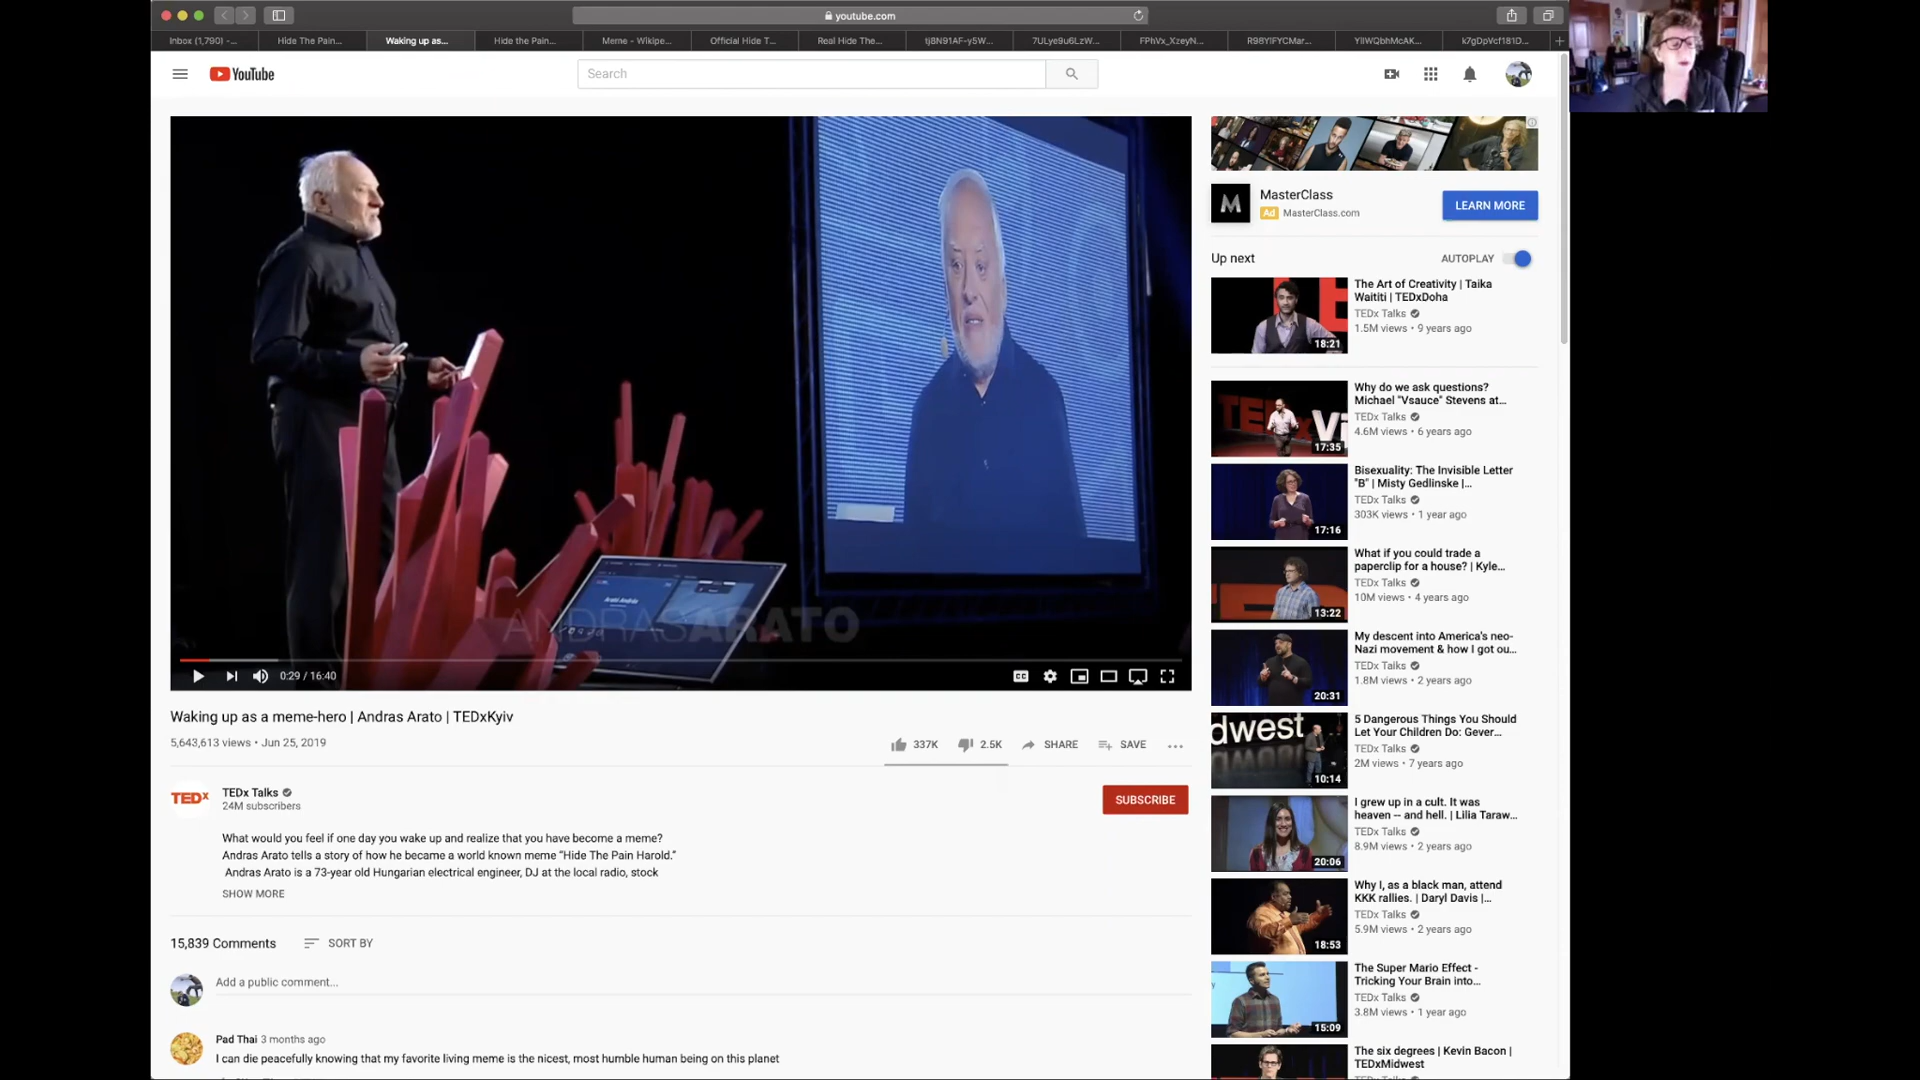 youtube.com
Inbox (1,790) –...
Hide The Pain...
Waking up as...
Hide the Pain...
Meme - Wikipe...
Official Hide T...
Real Hide The...
tj8N91AF-y5W...
7ULye9u6LzW...
FPhVx_XzeyN...
R98YIFYCMar...
YIIWQbhMcAK...
k7gDpVcf181D...
YouTube
Search
ANDRASARATO
0:29 / 16:40
Waking up as a meme-hero | Andras Arato | TEDxKyiv
5,643,613 views • Jun 25, 2019
337K
2.5K
SHARE
SAVE
TEDx
TEDx Talks
24M subscribers
SUBSCRIBE
What would you feel if one day you wake up and realize that you have become a meme?
Andras Arato tells a story of how he became a world known meme “Hide The Pain Harold.”
Andras Arato is a 73-year old Hungarian electrical engineer, DJ at the local radio, stock
SHOW MORE
15,839 Comments
SORT BY
Add a public comment...
Pad Thai 3 months ago
I can die peacefully knowing that my favorite living meme is the nicest, most humble human being on this planet
M
MasterClass
Ad MasterClass.com
LEARN MORE
Up next
AUTOPLAY
18:21
The Art of Creativity | Taika
Waititi | TEDxDoha
TEDx Talks
1.5M views • 9 years ago
17:35
Why do we ask questions?
Michael "Vsauce" Stevens at...
TEDx Talks
4.6M views • 6 years ago
17:16
Bisexuality: The Invisible Letter
"B" | Misty Gedlinske |...
TEDx Talks
303K views • 1 year ago
13:22
What if you could trade a
paperclip for a house? | Kyle...
TEDx Talks
10M views • 4 years ago
20:31
My descent into America's neo-
Nazi movement & how I got ou...
TEDx Talks
1.8M views • 2 years ago
dwest
10:14
5 Dangerous Things You Should
Let Your Children Do: Gever...
TEDx Talks
2M views • 7 years ago
20:06
I grew up in a cult. It was
heaven -- and hell. | Lilia Taraw...
TEDx Talks
8.9M views • 2 years ago
18:53
Why I, as a black man, attend
KKK rallies. | Daryl Davis |...
TEDx Talks
5.9M views • 2 years ago
15:09
The Super Mario Effect -
Tricking Your Brain into...
TEDx Talks
3.8M views • 1 year ago
The six degrees | Kevin Bacon |
TEDxMidwest